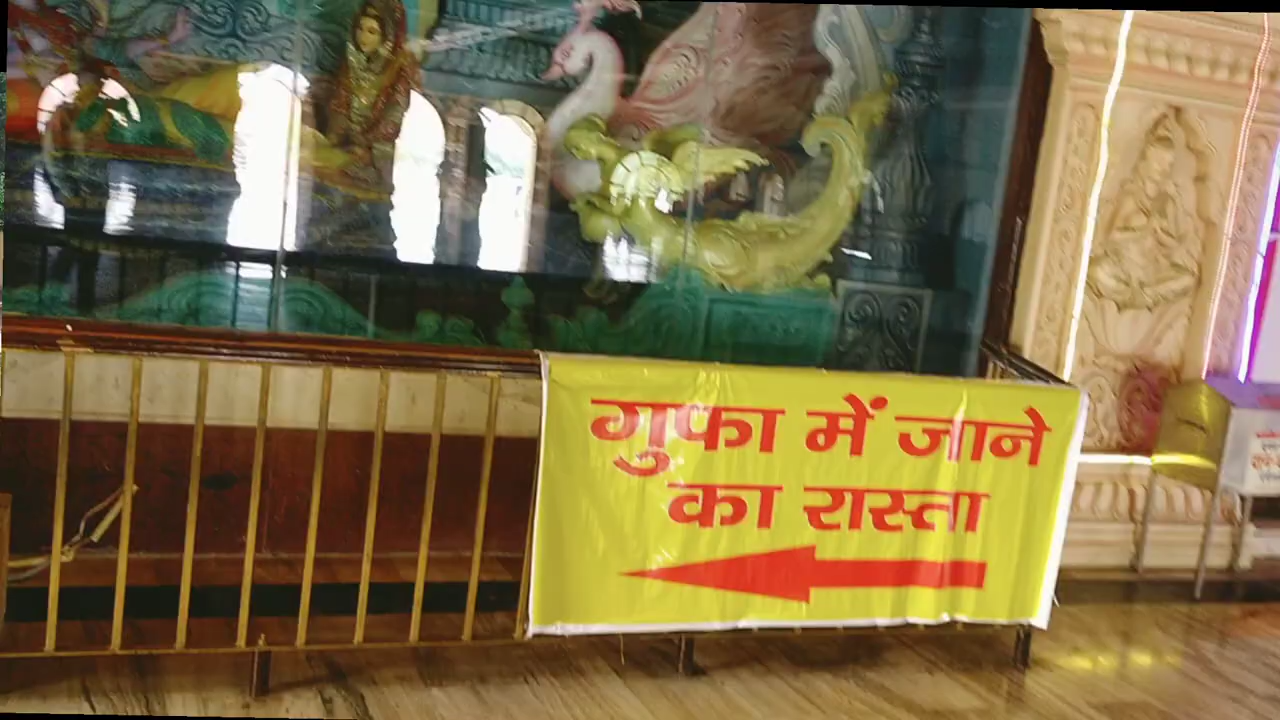 गुफा में जाने
का रास्ता